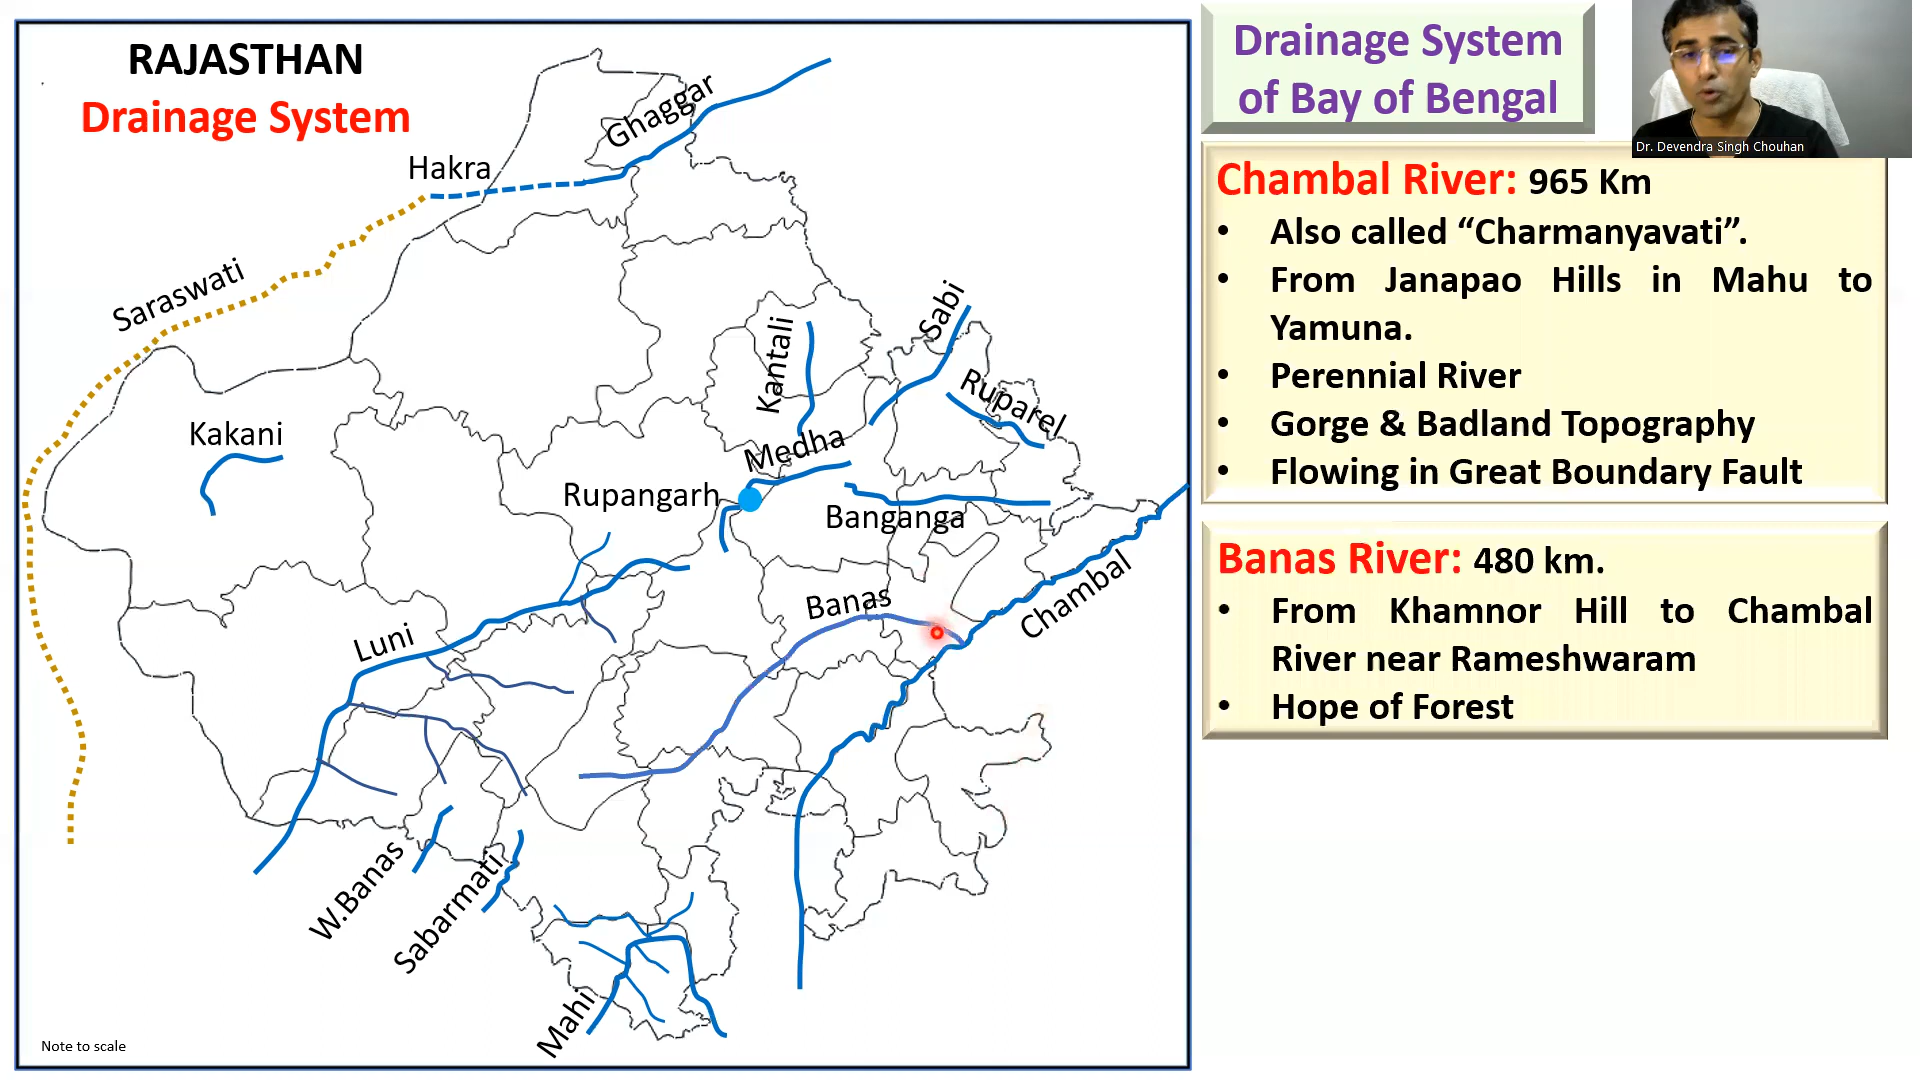 RAJASTHAN
Drainage System
Ghaggar
Hakra
Saraswati
Sabi
Kantali
Ruparel
Kakani
Medha
Rupangarh
Banganga
Chambal
Banas
Luni
W.Banas
Sabarmati
Mahi
Note to scale
Drainage System
of Bay of Bengal
Dr. Devendra Singh Chouhan
Chambal River: 965 Km
• Also called “Charmanyavati”.
• From Janapao Hills in Mahu to
Yamuna.
• Perennial River
• Gorge & Badland Topography
• Flowing in Great Boundary Fault
Banas River: 480 km.
• From Khamnor Hill to Chambal
River near Rameshwaram
• Hope of Forest